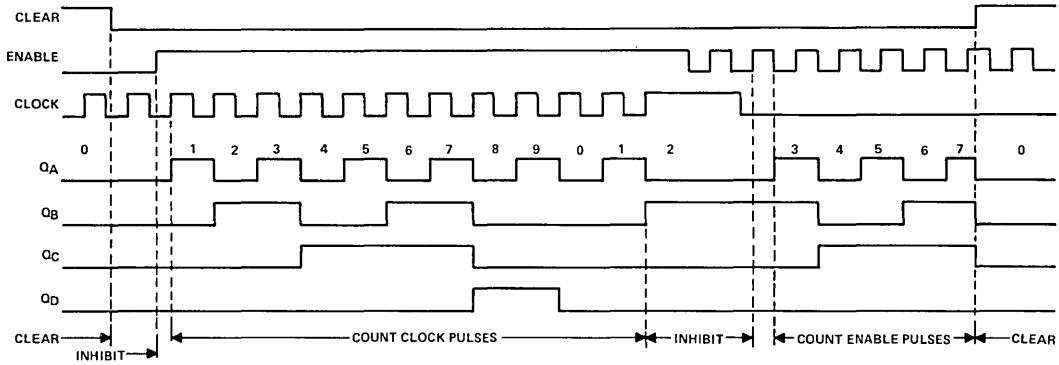 CLEAR
ENABLE
CLOCK
0 1 2 3 4 5 6 7 8 9 0 1 2 3 4 5 6 7 0
QA
QB
QC
QD
CLEAR COUNT CLOCK PULSES INHIBIT COUNT ENABLE PULSES CLEAR
INHIBIT